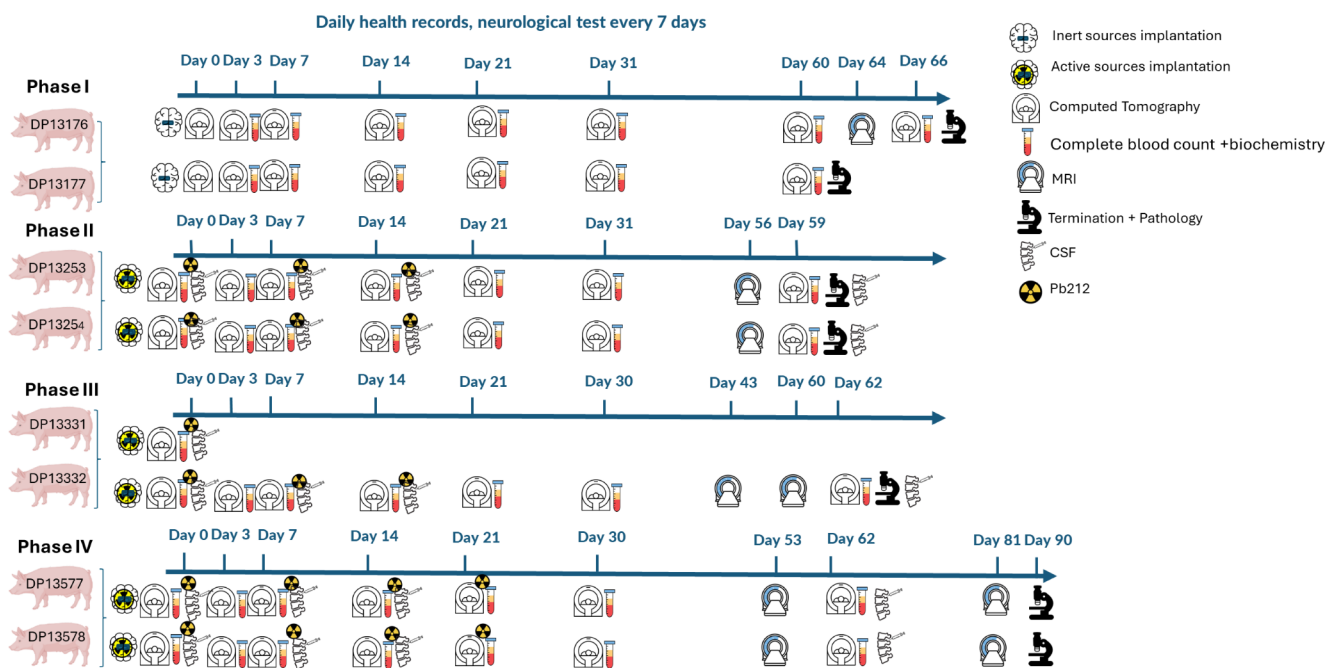 Daily health records, neurological test every 7 days
Day 0 Day 3 Day 7 Day 14 Day 21 Day 31 Day 60 Day 64 Day 66
Phase I
DP13176
DP13177
Phase II
Day 0 Day 3 Day 7 Day 14 Day 21 Day 31 Day 56 Day 59
DP13253
DP13254
Phase III
Day 0 Day 3 Day 7 Day 14 Day 21 Day 30 Day 43 Day 60 Day 62
DP13331
DP13332
Phase IV
Day 0 Day 3 Day 7 Day 14 Day 21 Day 30 Day 53 Day 62 Day 81 Day 90
DP13577
DP13578
Inert sources implantation
Active sources implantation
Computed Tomography
Complete blood count +biochemistry
MRI
Termination + Pathology
CSF
Pb212